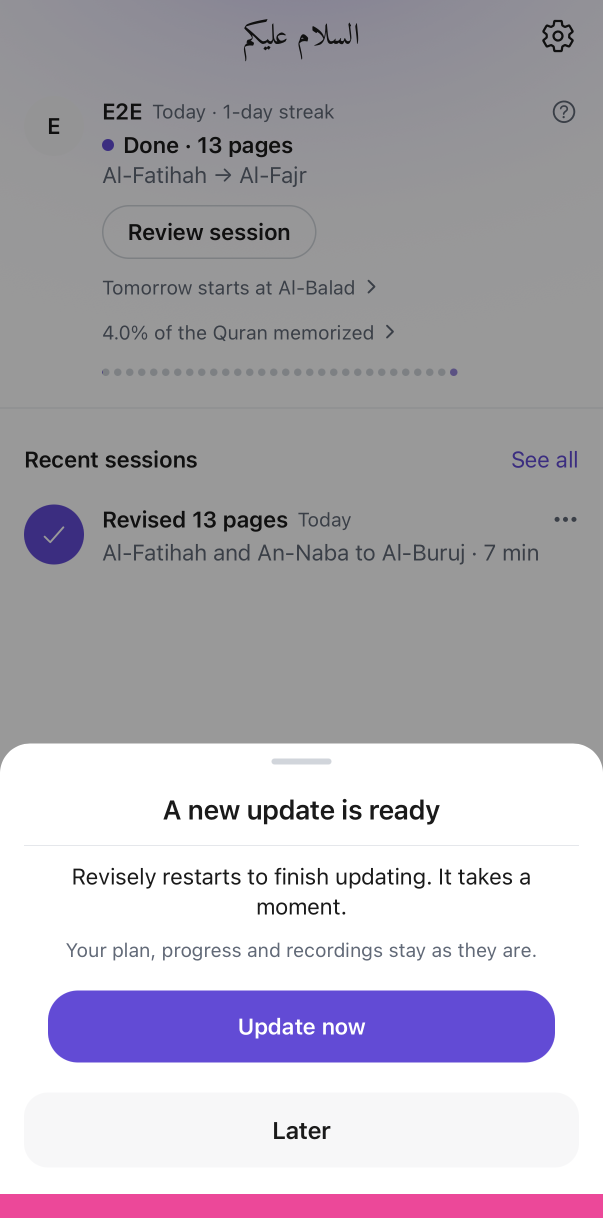 السلام عليكم
E
E2E Today · 1-day streak
?
Done · 13 pages
Al-Fatihah → Al-Fajr
Review session
Tomorrow starts at Al-Balad
4.0% of the Quran memorized
Recent sessions See all
Revised 13 pages Today
Al-Fatihah and An-Naba to Al-Buruj · 7 min
A new update is ready
Revisely restarts to finish updating. It takes a
moment.
Your plan, progress and recordings stay as they are.
Update now
Later